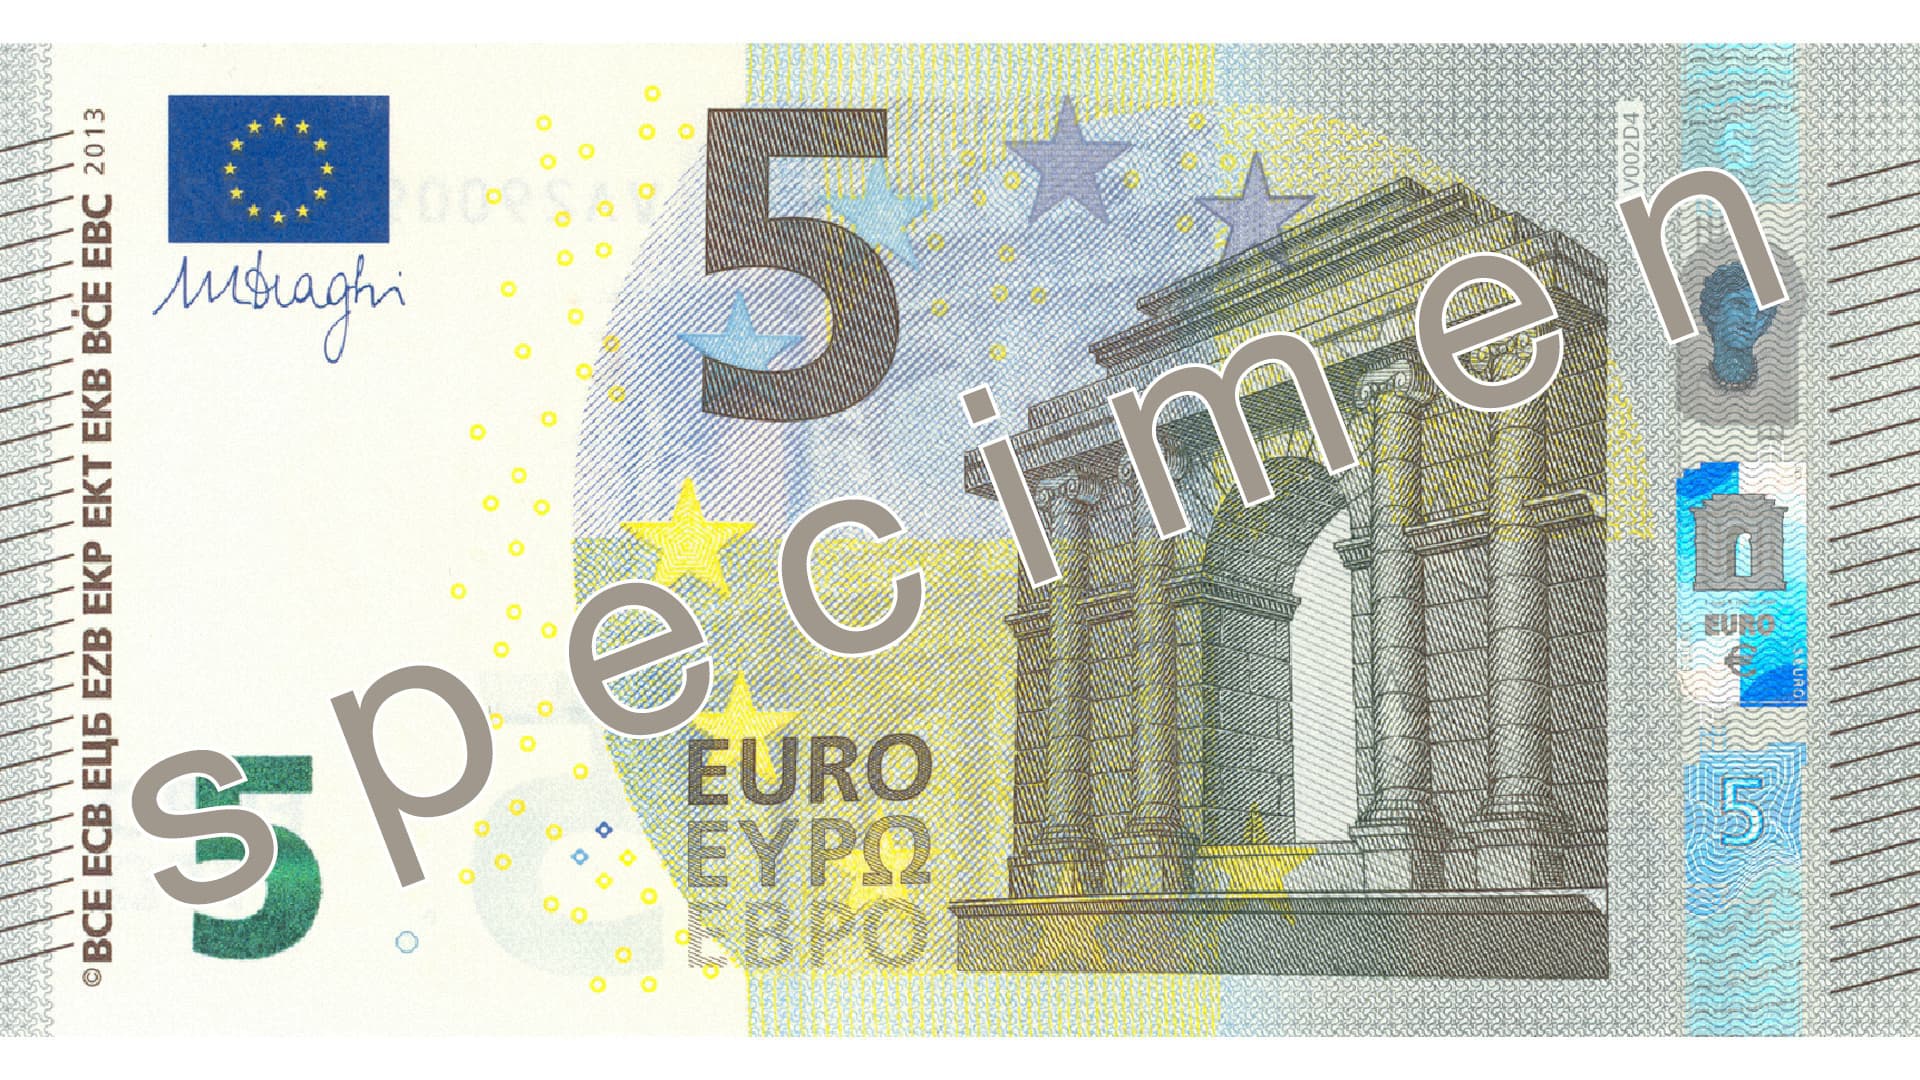 ©BCE ECB ЕЦБ EZB EKP EKT EKB BĊE EBC 2013
MDraghi
5
V002D4
specimen
EURO
€
5
EURO
ΕΥΡΩ
ЕВРО
5